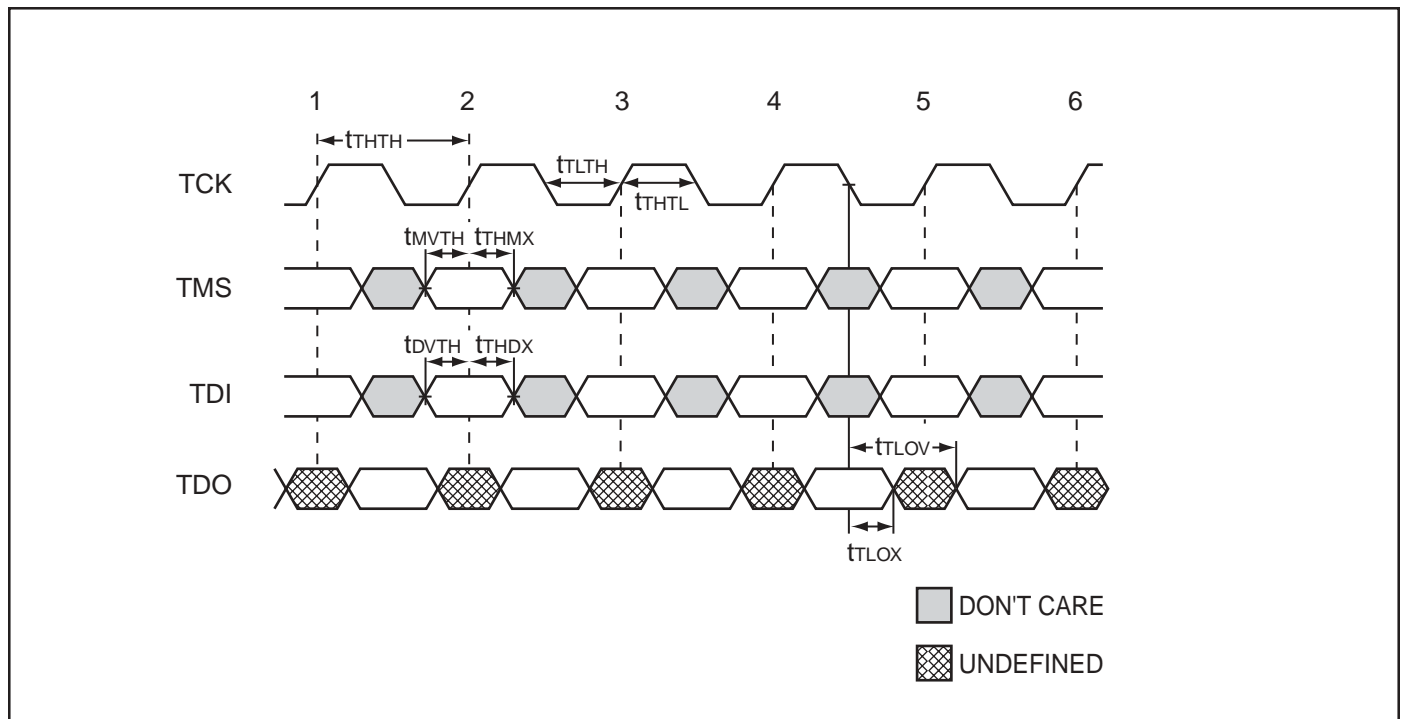 1 2 3 4 5 6
tTHTH
TCK
tTLTH
tTHTL
tMVTH tTHMX
TMS
tDVTH tTHDX
TDI
tTLOV
TDO
tTLOX
DON'T CARE
UNDEFINED